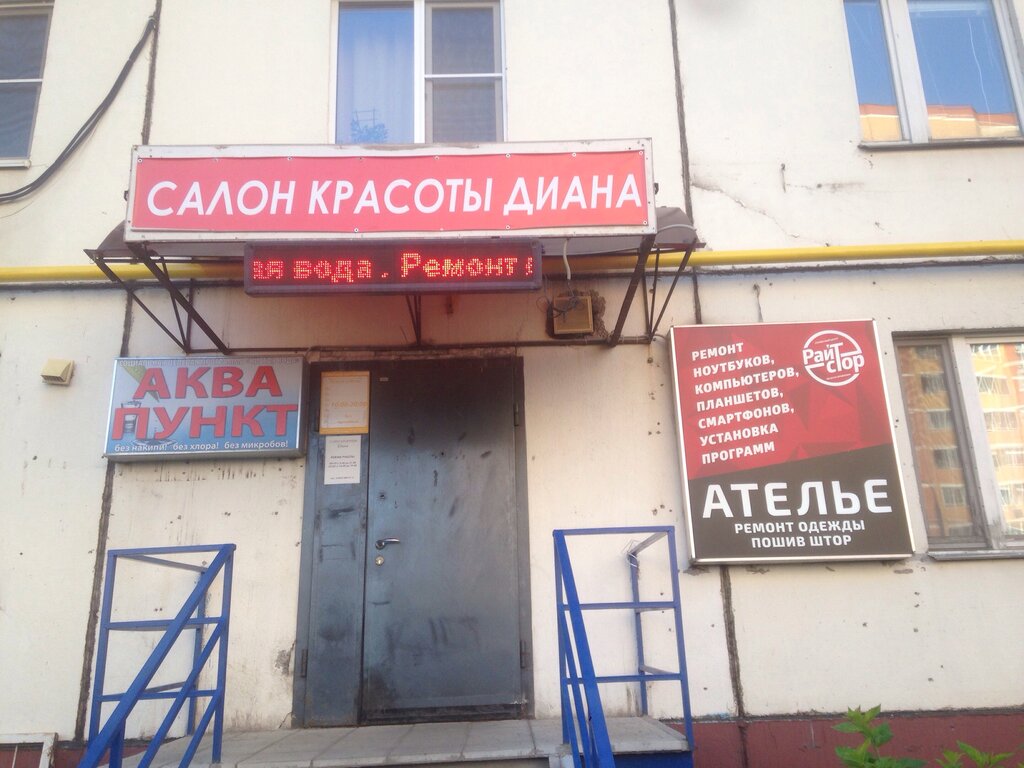 САЛОН КРАСОТЫ ДИАНА
ая вода. Ремонт
АКВА
ПУНКТ
без накипи! без хлора! без микробов!
РЕМОНТ
НОУТБУКОВ,
КОМПЬЮТЕРОВ,
ПЛАНШЕТОВ,
СМАРТФОНОВ,
УСТАНОВКА
ПРОГРАММ
РайТ
сТор
АТЕЛЬЕ
РЕМОНТ ОДЕЖДЫ
ПОШИВ ШТОР